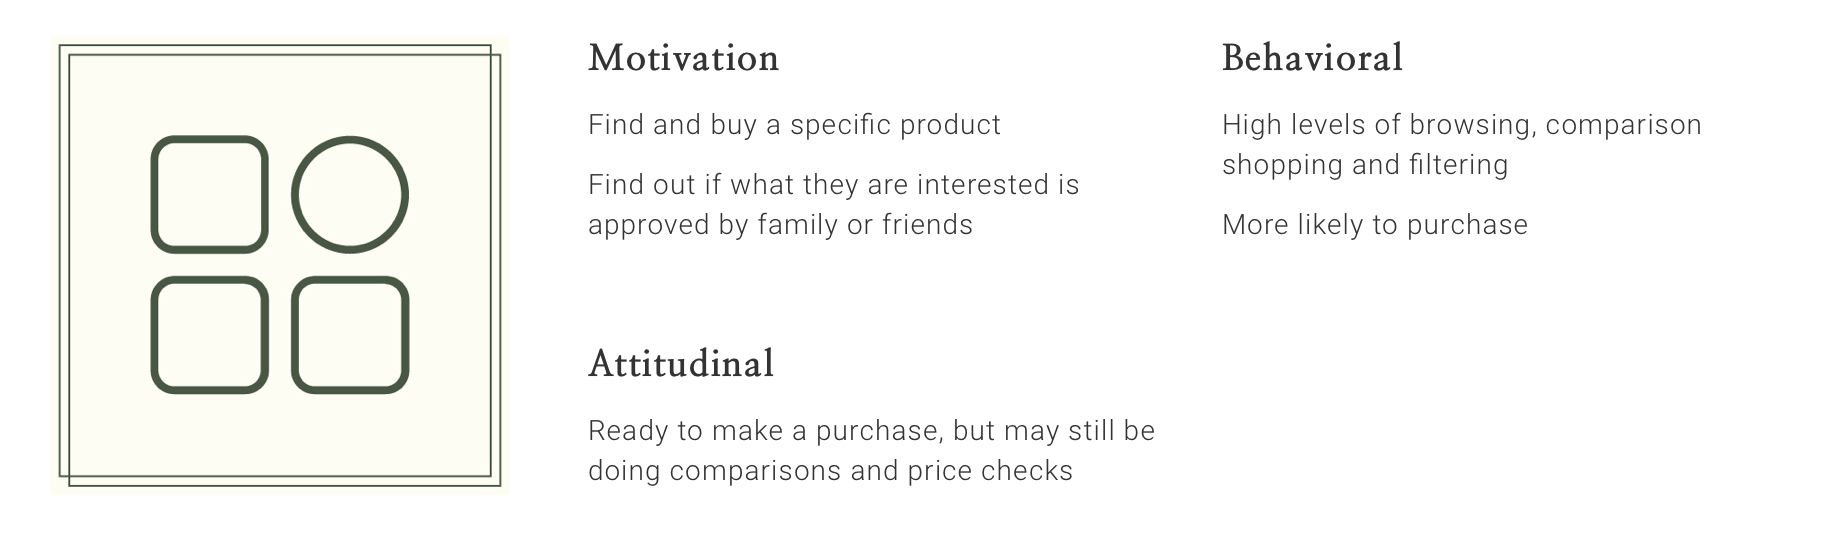 Motivation
Find and buy a specific product
Find out if what they are interested is
approved by family or friends
Behavioral
High levels of browsing, comparison
shopping and filtering
More likely to purchase
Attitudinal
Ready to make a purchase, but may still be
doing comparisons and price checks